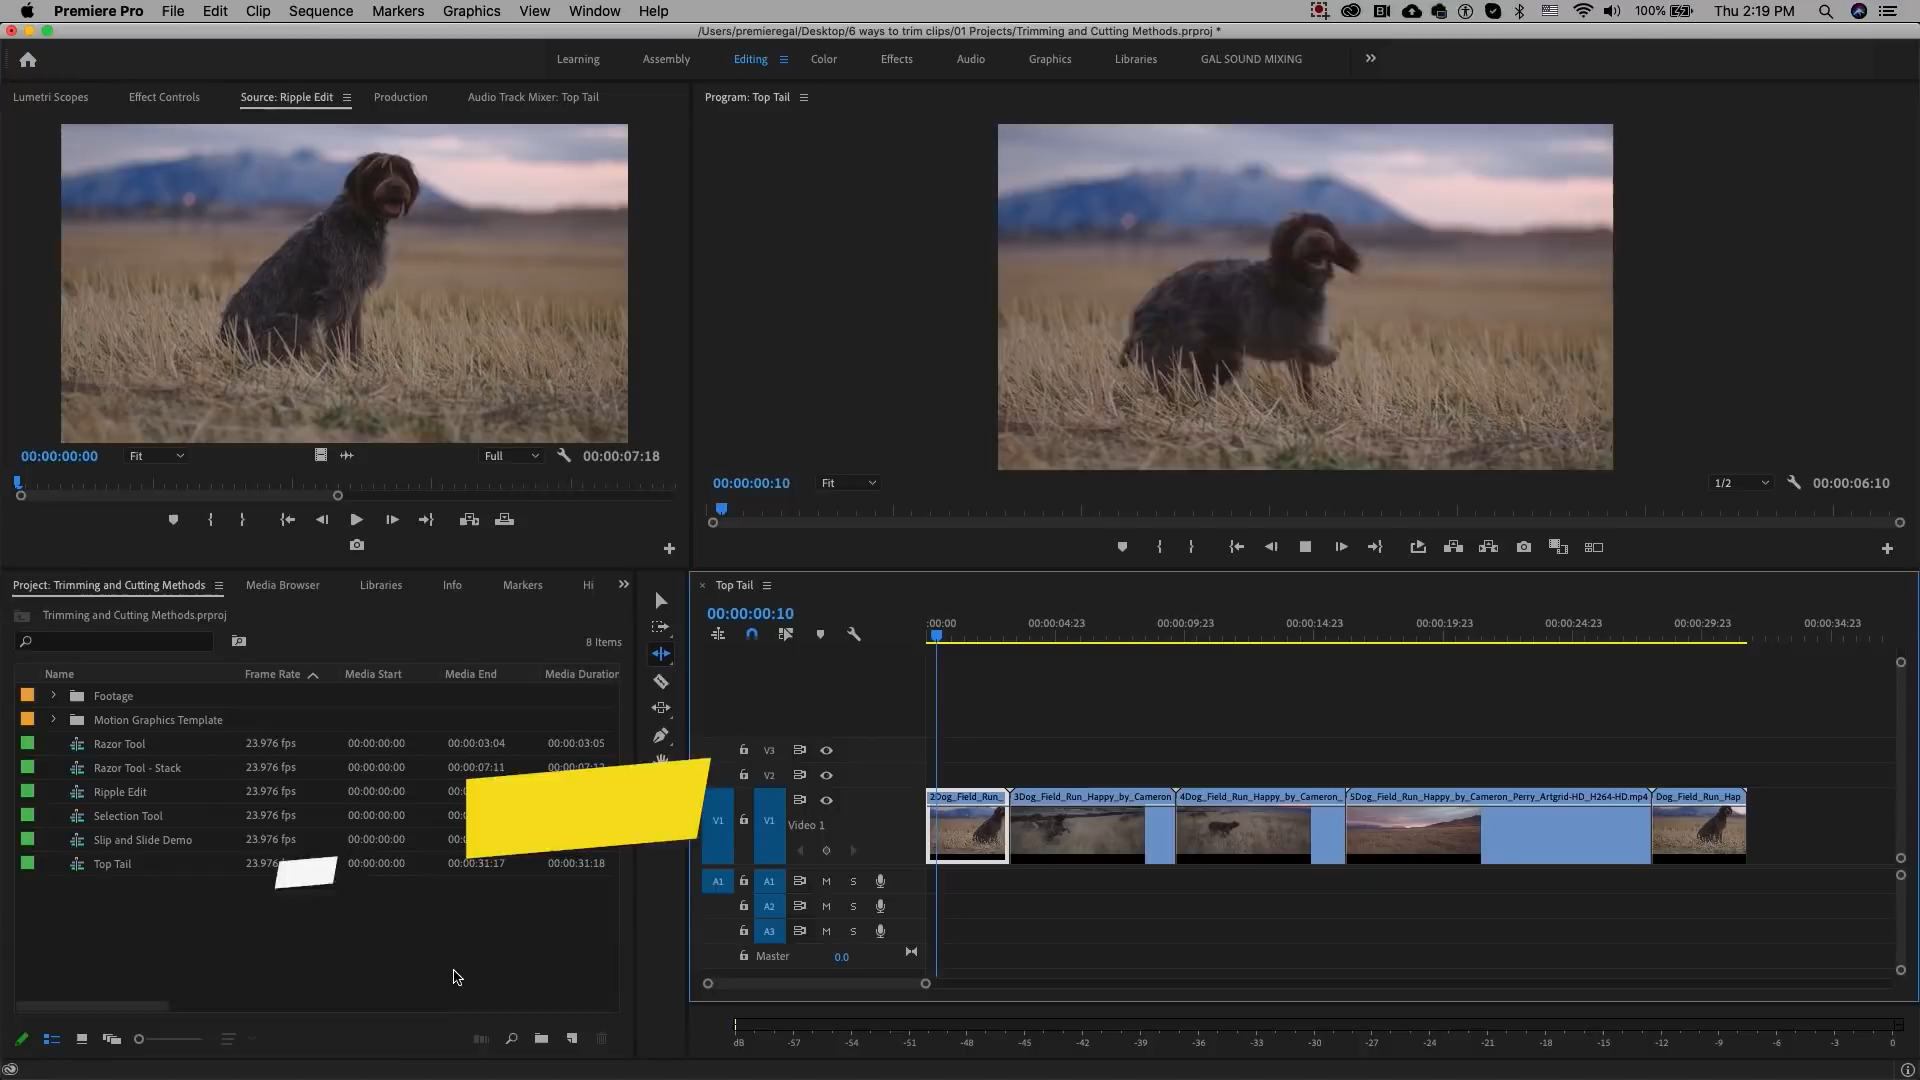 Premiere Pro File Edit Clip Sequence Markers Graphics View Window Help 100% Thu 2:19 PM
/Users/premieregal/Desktop/6 ways to trim clips/01 Projects/Trimming and Cutting Methods.prproj *
Learning Assembly Editing Color Effects Audio Graphics Libraries GAL SOUND MIXING
Lumetri Scopes Effect Controls Source: Ripple Edit Production Audio Track Mixer: Top Tail
Program: Top Tail
00:00:00:00 Fit Full 00:00:07:18
00:00:00:10 Fit 1/2 00:00:06:10
Project: Trimming and Cutting Methods Media Browser Libraries Info Markers Hi
Trimming and Cutting Methods.prproj
8 Items
Name Frame Rate Media Start Media End Media Duration
Footage
Motion Graphics Template
Razor Tool 23.976 fps 00:00:00:00 00:00:03:04 00:00:03:05
Razor Tool - Stack 23.976 fps 00:00:00:00 00:00:07:11
Ripple Edit 23.976 fps 00:00:00:00
Selection Tool 23.976 fps 00:00:00:00
Slip and Slide Demo 23.976 fps 00:00:00:00
Top Tail 23.976 00:00:00:00 00:00:31:17 00:00:31:18
Top Tail
00:00:00:10
:00:00 00:00:04:23 00:00:09:23 00:00:14:23 00:00:19:23 00:00:24:23 00:00:29:23 00:00:34:23
V3
V2
V1 V1 Video 1
2Dog_Field_Run_ 3Dog_Field_Run_Happy_by_Cameron 4Dog_Field_Run_Happy_by_Cameron_ 5Dog_Field_Run_Happy_by_Cameron_Perry_Artgrid-HD_H264-HD.mp4 Dog_Field_Run_Hap
A1 A1 M S
A2 M S
A3 M S
Master 0.0
dB -57 -54 -51 -48 -45 -42 -39 -36 -33 -30 -27 -24 -21 -18 -15 -12 -9 -6 -3 0